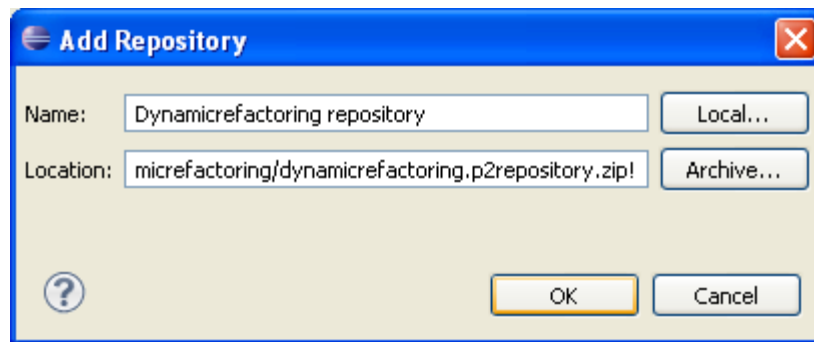 Add Repository
Name: Dynamicrefactoring repository Local...
Location: micrefactoring/dynamicrefactoring.p2repository.zip! Archive...
? OK Cancel